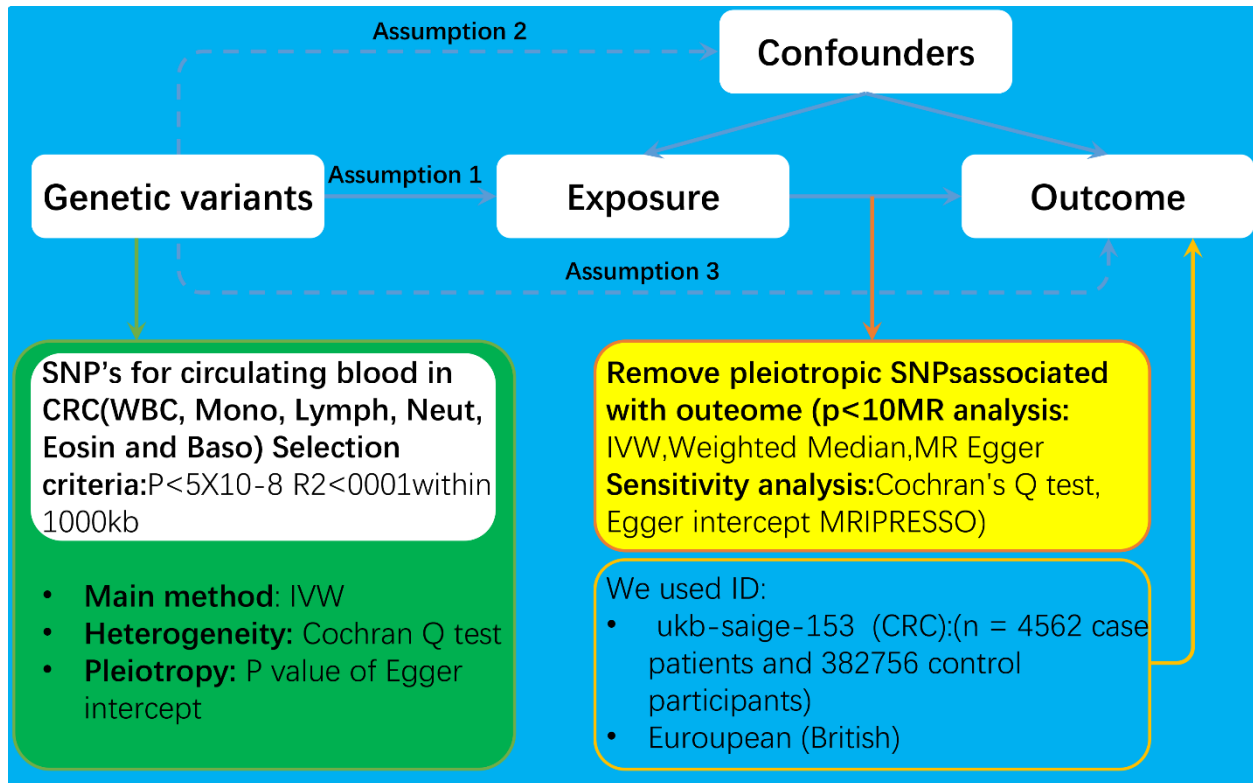 Assumption 2
Confounders
Genetic variants
Assumption 1
Exposure
Outcome
Assumption 3
SNP's for circulating blood in
CRC(WBC, Mono, Lymph, Neut,
Eosin and Baso) Selection
criteria:P<5X10-8 R2<0001within
1000kb
• Main method: IVW
• Heterogeneity: Cochran Q test
• Pleiotropy: P value of Egger
intercept
Remove pleiotropic SNPsassociated
with outeome (p<10MR analysis:
IVW,Weighted Median,MR Egger
Sensitivity analysis:Cochran's Q test,
Egger intercept MRIPRESSO)
We used ID:
• ukb-saige-153 (CRC):(n = 4562 case
patients and 382756 control
participants)
• Euroupean (British)